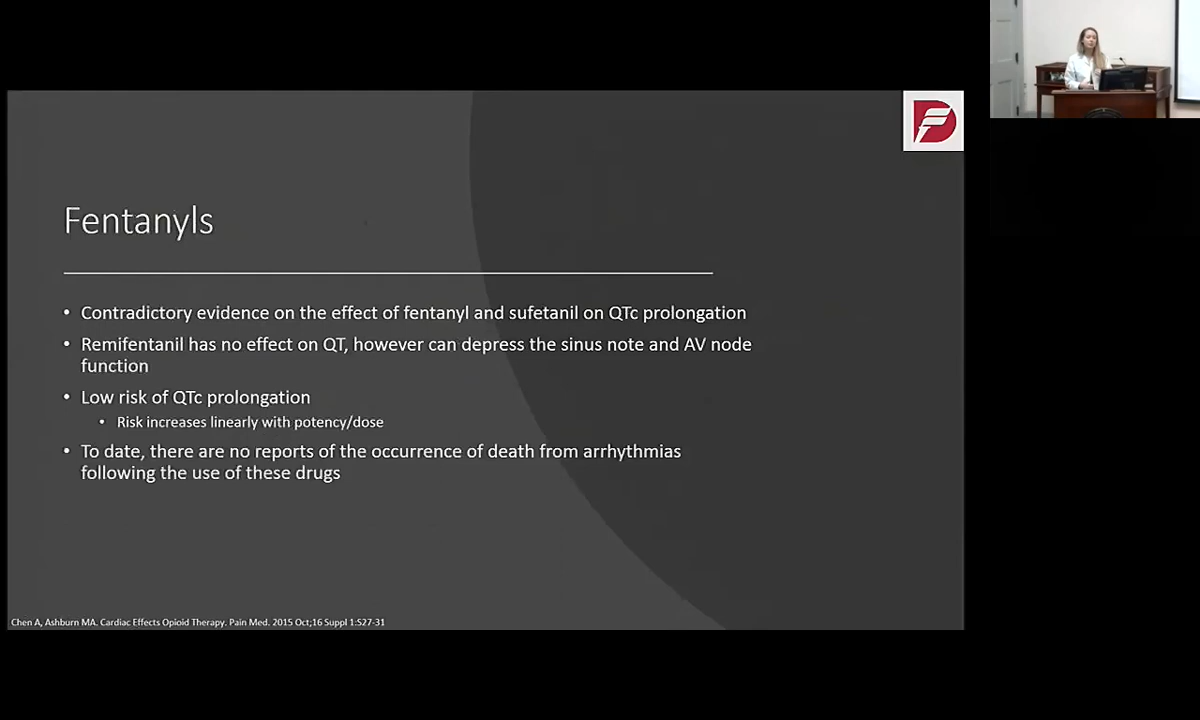 Fentanyls
• Contradictory evidence on the effect of fentanyl and sufetanil on QTc prolongation
• Remifentanil has no effect on QT, however can depress the sinus note and AV node
function
• Low risk of QTc prolongation
• Risk increases linearly with potency/dose
• To date, there are no reports of the occurrence of death from arrhythmias
following the use of these drugs
Chen A, Ashburn MA. Cardiac Effects Opioid Therapy. Pain Med. 2015 Oct;16 Suppl 1:S27-31